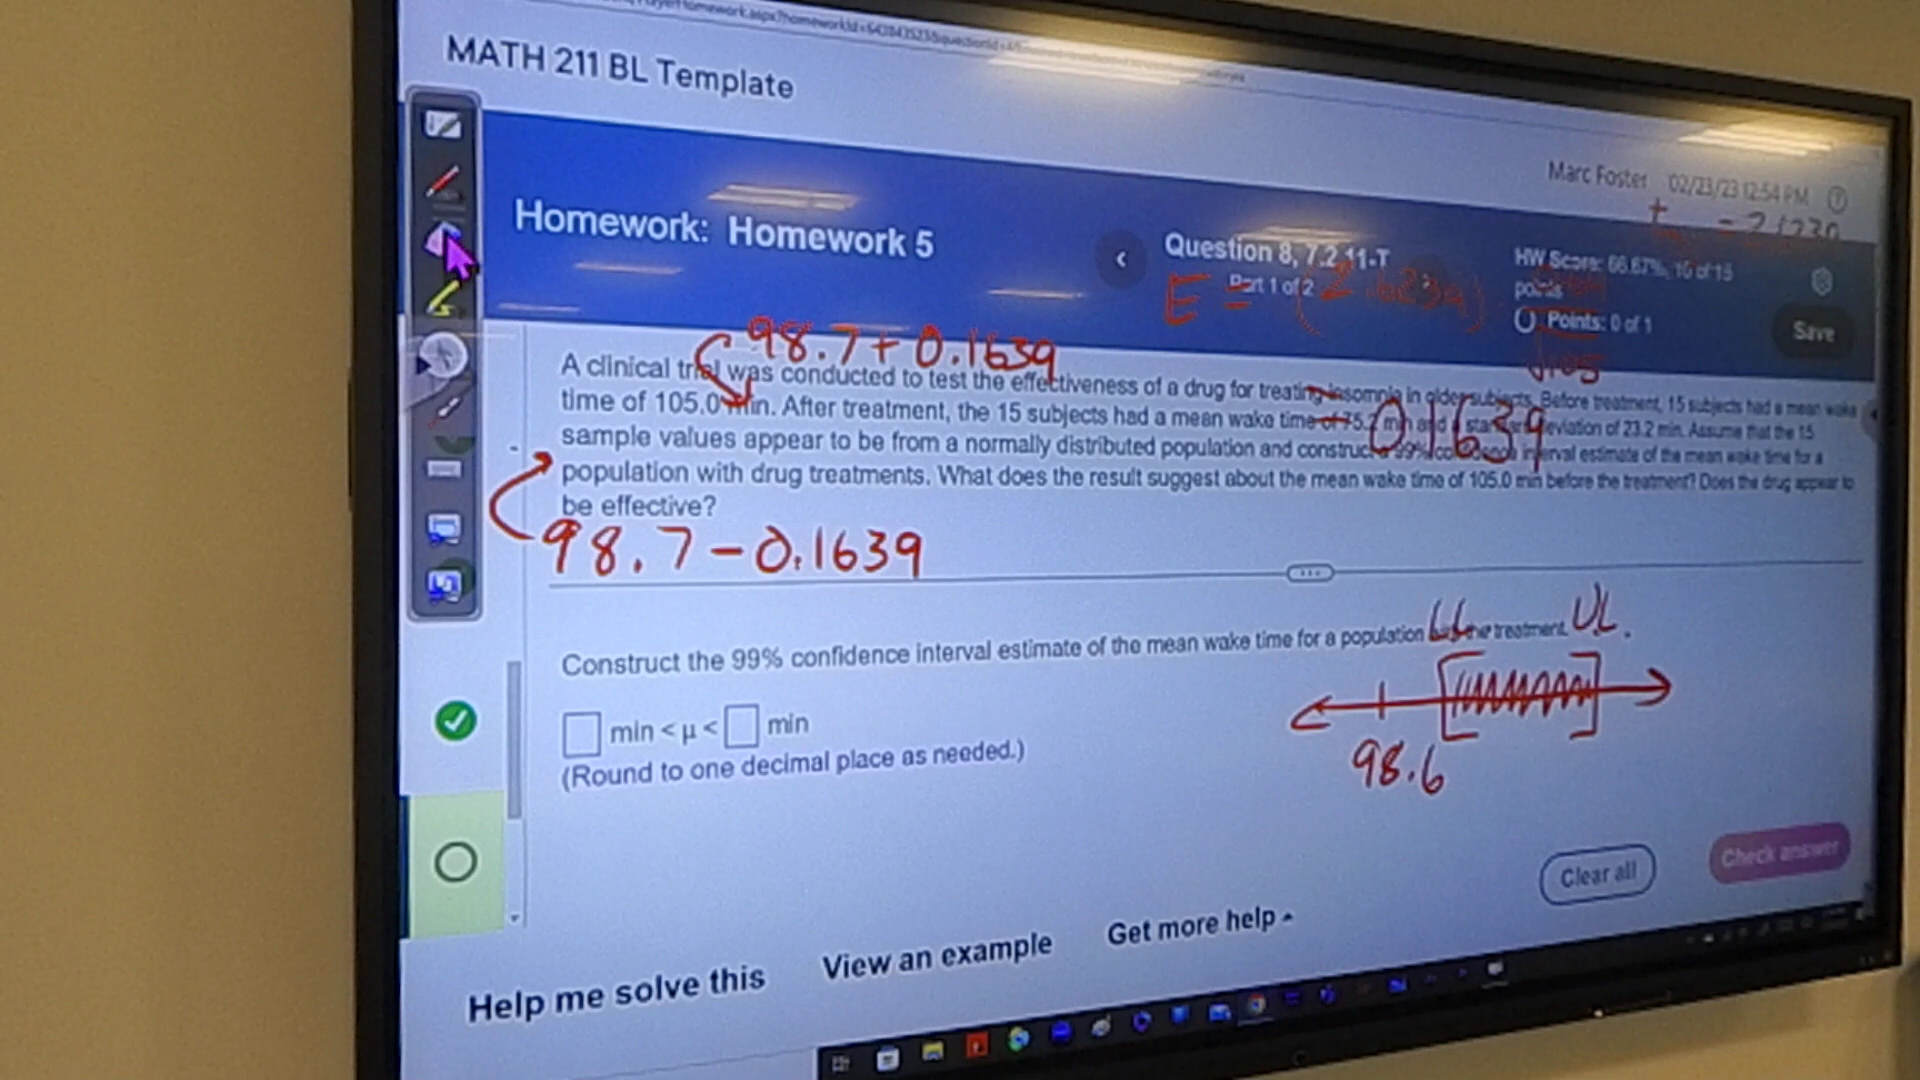 MATH 211 BL Template
Marc Foster 02/23/23 12:54 PM
Homework: Homework 5
Question 8, 7.2.11-T
Part 1 of 2
HW Score: 66.67%, 10 of 15
points
Points: 0 of 1
Save
E =
98.7 + 0.1639
A clinical trial was conducted to test the effectiveness of a drug for treating insomnia in older subjects. Before treatment, 15 subjects had a mean wake
time of 105.0 min. After treatment, the 15 subjects had a mean wake time of 75.2 min and a standard deviation of 23.2 min. Assume that the 15
sample values appear to be from a normally distributed population and construct a 99% confidence interval estimate of the mean wake time for a
population with drug treatments. What does the result suggest about the mean wake time of 105.0 min before the treatment? Does the drug appear to
be effective?
0.1639
98.7 - 0.1639
LL UL
Construct the 99% confidence interval estimate of the mean wake time for a population with the treatment.
min < μ < min
(Round to one decimal place as needed.)
98.6
Clear all
Check answer
Help me solve this
View an example
Get more help